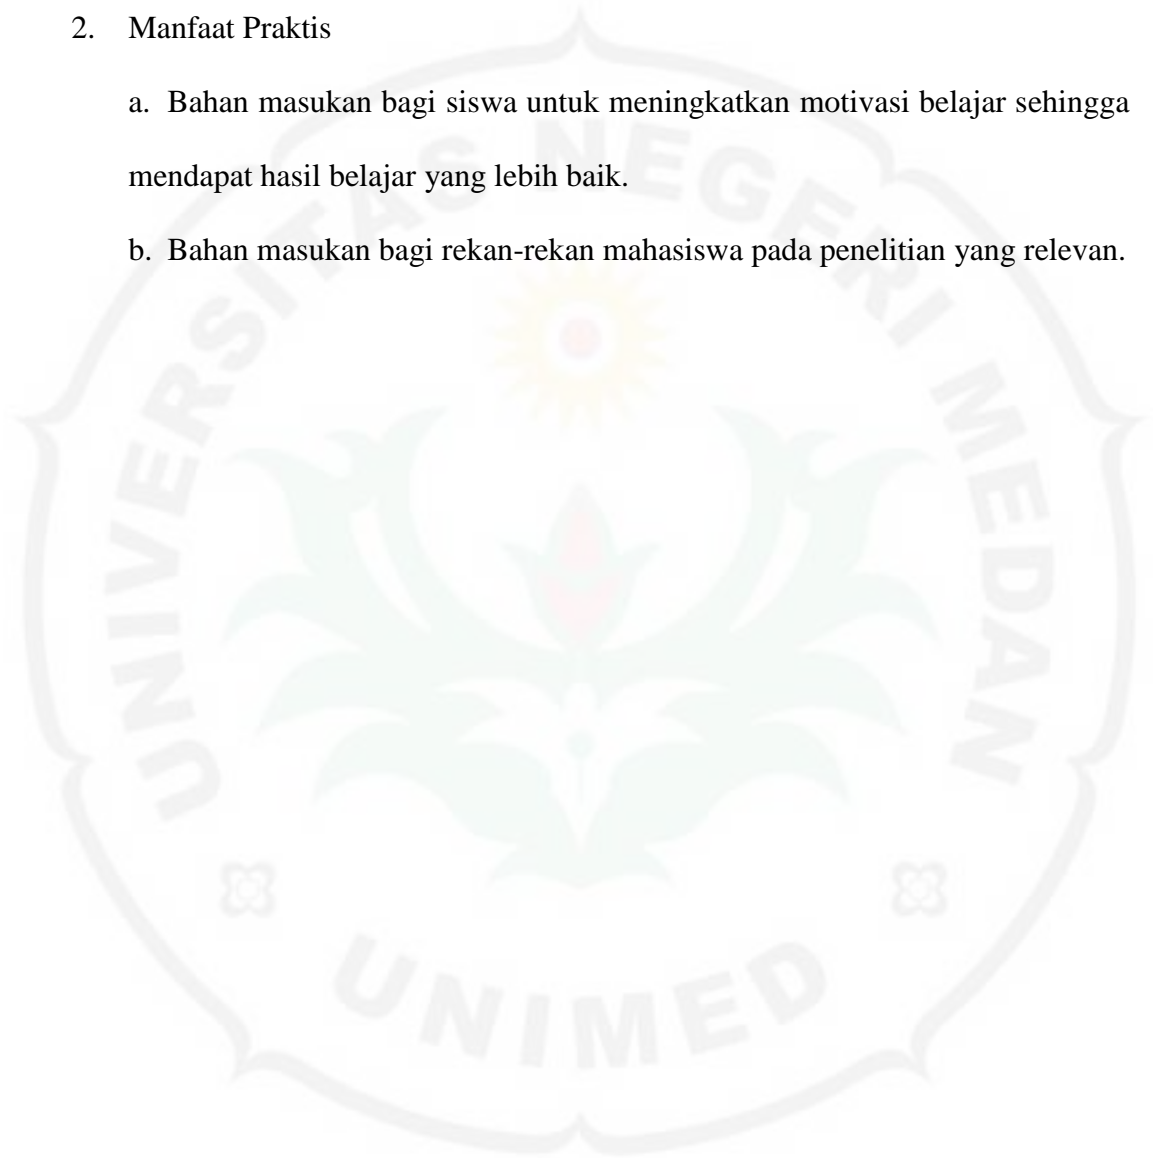 2. Manfaat Praktis
a. Bahan masukan bagi siswa untuk meningkatkan motivasi belajar sehingga
mendapat hasil belajar yang lebih baik.
b. Bahan masukan bagi rekan-rekan mahasiswa pada penelitian yang relevan.
UNIVERSITAS NEGERI MEDAN
UNIMED